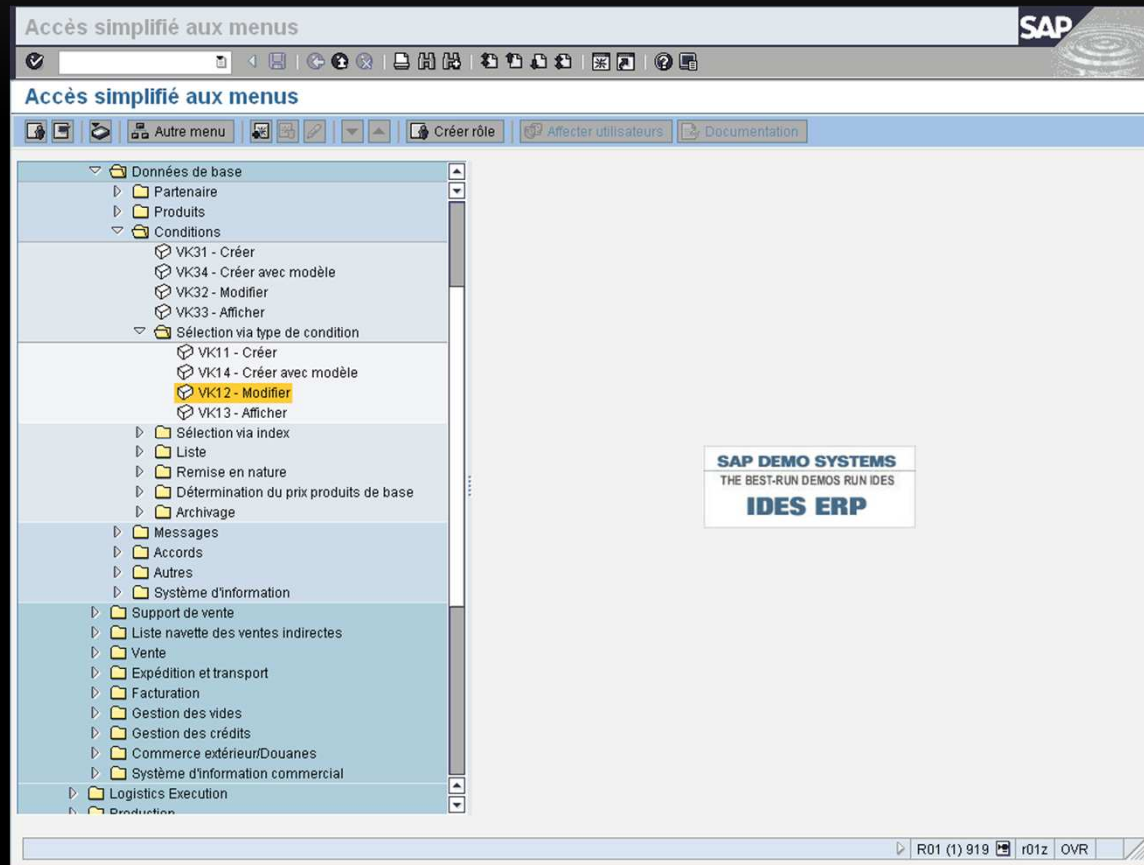 Accès simplifié aux menus
SAP
Accès simplifié aux menus
Autre menu
Créer rôle
Affecter utilisateurs
Documentation
Données de base
Partenaire
Produits
Conditions
VK31 - Créer
VK34 - Créer avec modèle
VK32 - Modifier
VK33 - Afficher
Sélection via type de condition
VK11 - Créer
VK14 - Créer avec modèle
VK12 - Modifier
VK13 - Afficher
Sélection via index
Liste
Remise en nature
Détermination du prix produits de base
Archivage
Messages
Accords
Autres
Système d'information
Support de vente
Liste navette des ventes indirectes
Vente
Expédition et transport
Facturation
Gestion des vides
Gestion des crédits
Commerce extérieur/Douanes
Système d'information commercial
Logistics Execution
Production
SAP DEMO SYSTEMS
THE BEST-RUN DEMOS RUN IDES
IDES ERP
R01 (1) 919
r01z
OVR